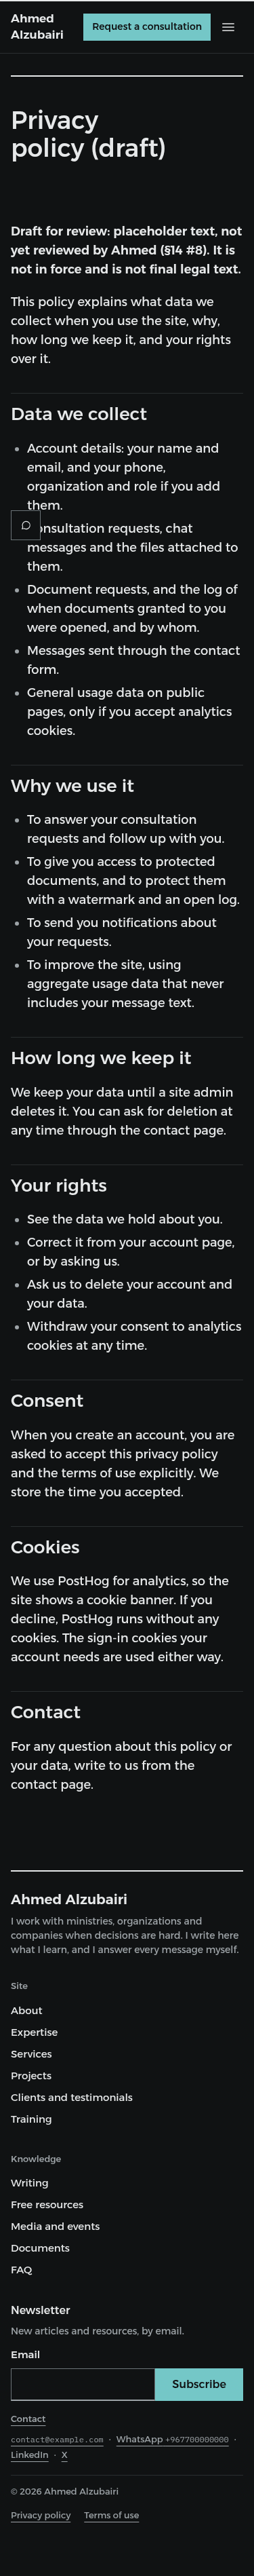 Ahmed
Alzubairi
Request a consultation
Privacy
policy (draft)
Draft for review: placeholder text, not
yet reviewed by Ahmed (§14 #8). It is
not in force and is not final legal text.
This policy explains what data we
collect when you use the site, why,
how long we keep it, and your rights
over it.
Data we collect
Account details: your name and
email, and your phone,
organization and role if you add
them.
Consultation requests, chat
messages and the files attached to
them.
Document requests, and the log of
when documents granted to you
were opened, and by whom.
Messages sent through the contact
form.
General usage data on public
pages, only if you accept analytics
cookies.
Why we use it
To answer your consultation
requests and follow up with you.
To give you access to protected
documents, and to protect them
with a watermark and an open log.
To send you notifications about
your requests.
To improve the site, using
aggregate usage data that never
includes your message text.
How long we keep it
We keep your data until a site admin
deletes it. You can ask for deletion at
any time through the contact page.
Your rights
See the data we hold about you.
Correct it from your account page,
or by asking us.
Ask us to delete your account and
your data.
Withdraw your consent to analytics
cookies at any time.
Consent
When you create an account, you are
asked to accept this privacy policy
and the terms of use explicitly. We
store the time you accepted.
Cookies
We use PostHog for analytics, so the
site shows a cookie banner. If you
decline, PostHog runs without any
cookies. The sign-in cookies your
account needs are used either way.
Contact
For any question about this policy or
your data, write to us from the
contact page.
Ahmed Alzubairi
I work with ministries, organizations and
companies when decisions are hard. I write here
what I learn, and I answer every message myself.
Site
About
Expertise
Services
Projects
Clients and testimonials
Training
Knowledge
Writing
Free resources
Media and events
Documents
FAQ
Newsletter
New articles and resources, by email.
Email
Subscribe
Contact
contact@example.com · WhatsApp +967700000000 ·
LinkedIn · X
© 2026 Ahmed Alzubairi
Privacy policy Terms of use